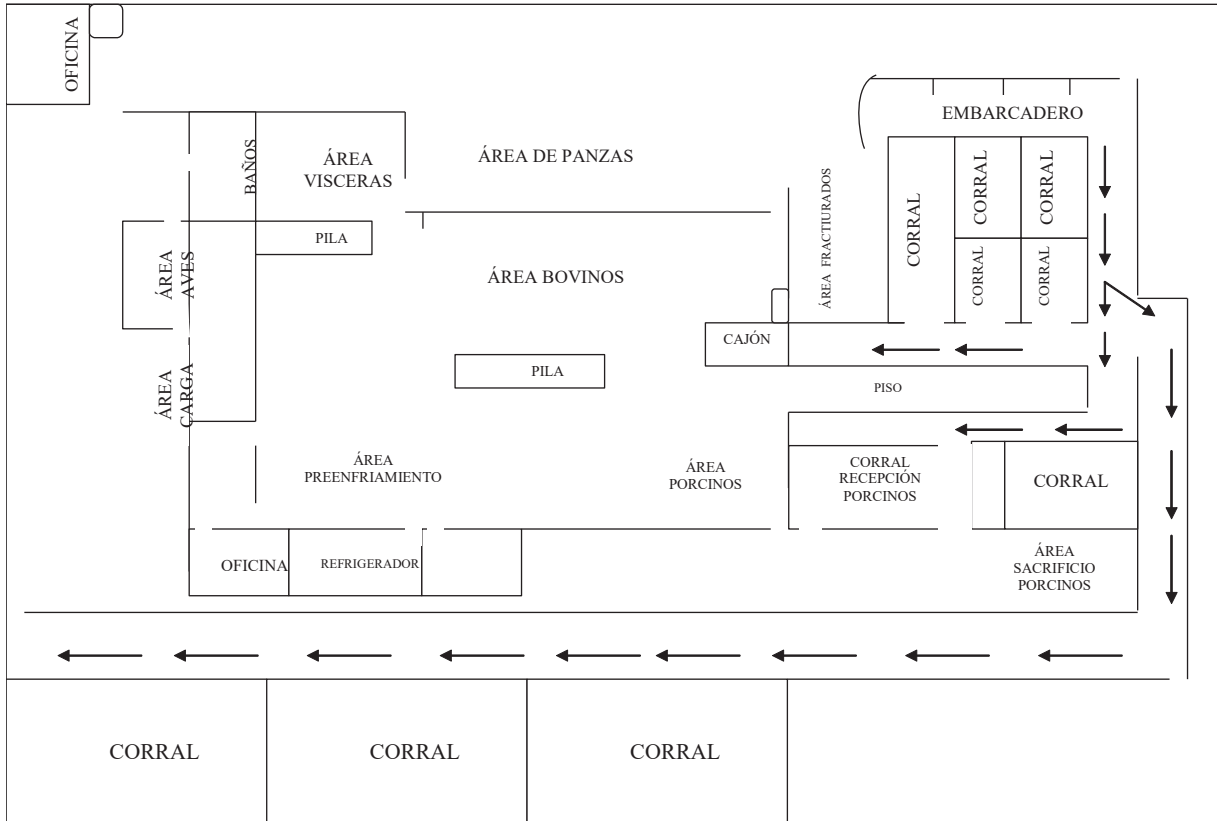 OFICINA
EMBARCADERO
BAÑOS
ÁREA
VISCERAS
ÁREA DE PANZAS
ÁREA FRACTIURADOS
CORRAL
CORRAL
CORRAL
PILA
ÁREA
AVES
ÁREA BOVINOS
CORRAL
CORRAL
CAJÓN
PILA
PISO
ÁREA
CARGA
ÁREA
PREENFRIAMIENTO
ÁREA
PORCINOS
CORRAL
RECEPCIÓN
PORCINOS
CORRAL
OFICINA
REFRIGERADOR
ÁREA
SACRIFICIO
PORCINOS
CORRAL
CORRAL
CORRAL